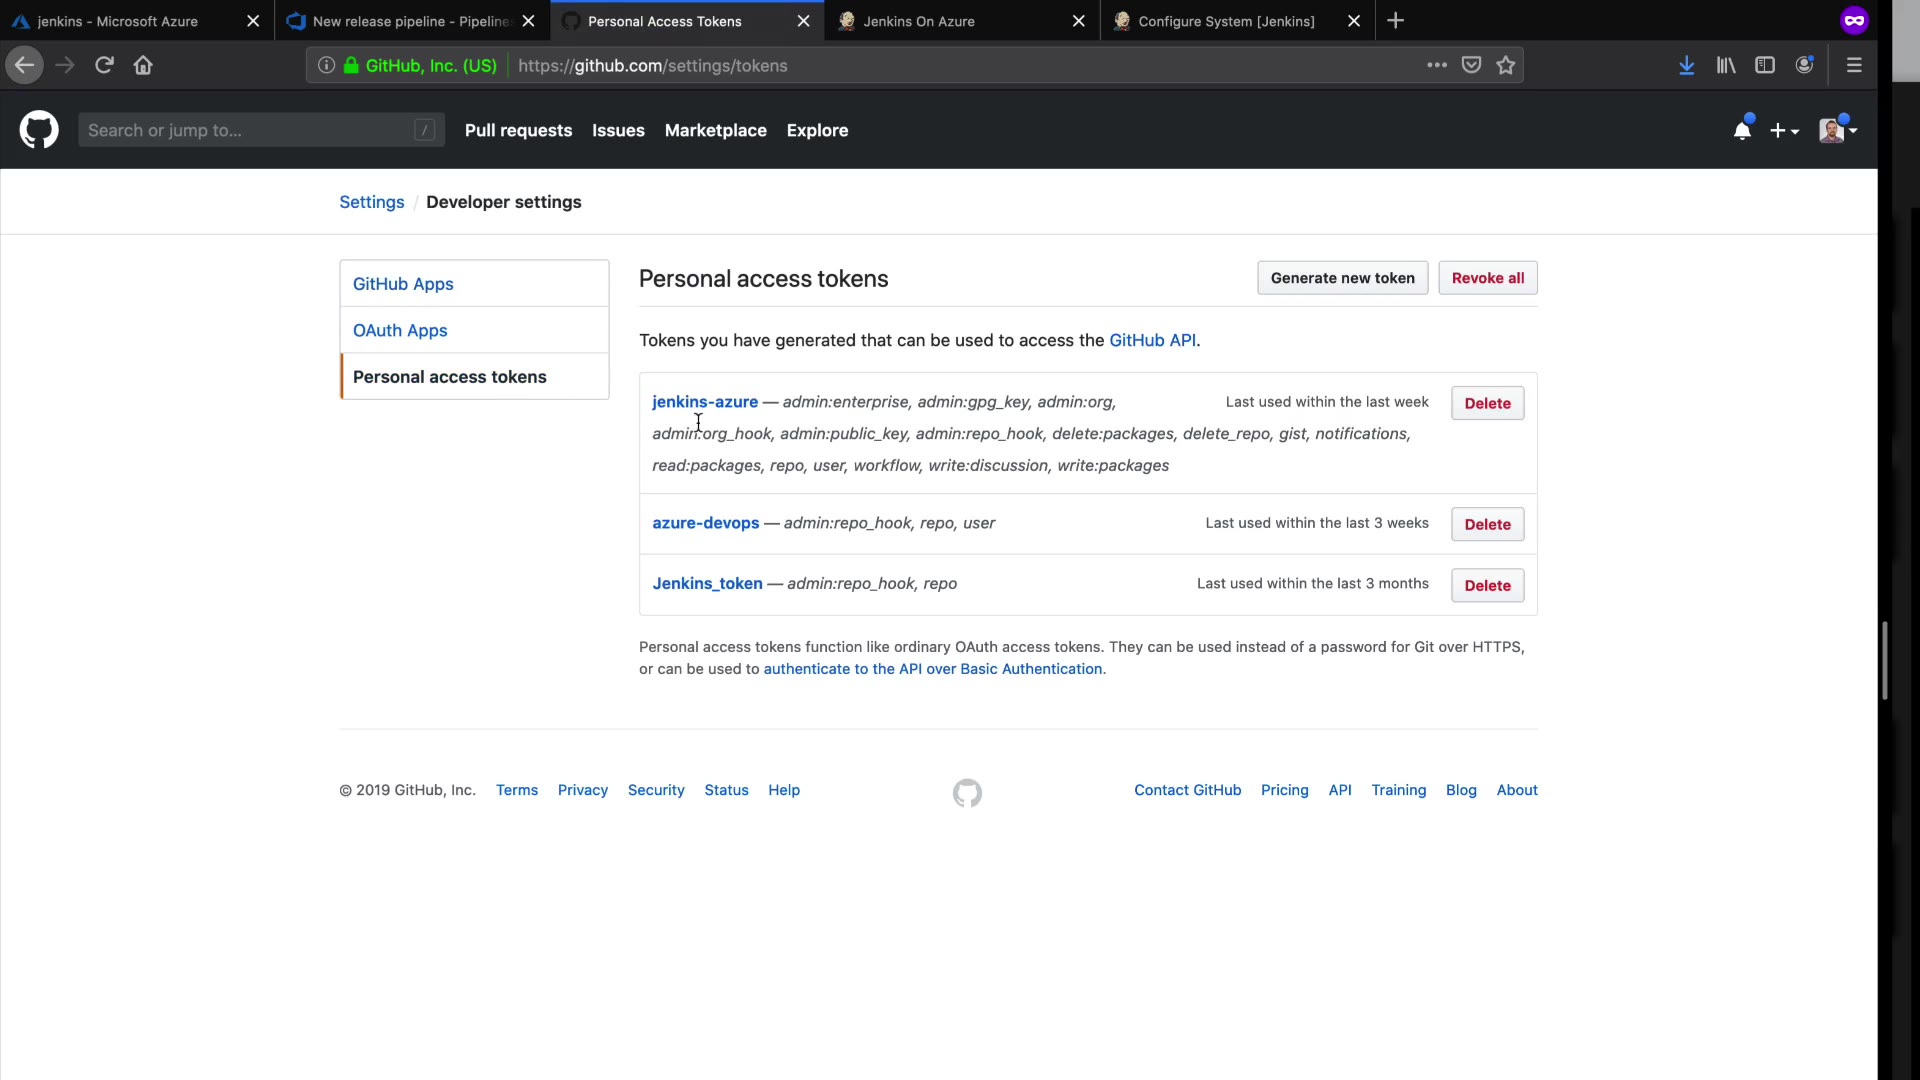 jenkins - Microsoft Azure
New release pipeline - Pipelines
Personal Access Tokens
Jenkins On Azure
Configure System [Jenkins]
GitHub, Inc. (US)
https://github.com/settings/tokens
Search or jump to...
/
Pull requests
Issues
Marketplace
Explore
Settings / Developer settings
GitHub Apps
OAuth Apps
Personal access tokens
Personal access tokens
Generate new token
Revoke all
Tokens you have generated that can be used to access the GitHub API.
jenkins-azure — admin:enterprise, admin:gpg_key, admin:org,
Last used within the last week
Delete
admin:org_hook, admin:public_key, admin:repo_hook, delete:packages, delete_repo, gist, notifications,
read:packages, repo, user, workflow, write:discussion, write:packages
azure-devops — admin:repo_hook, repo, user
Last used within the last 3 weeks
Delete
Jenkins_token — admin:repo_hook, repo
Last used within the last 3 months
Delete
Personal access tokens function like ordinary OAuth access tokens. They can be used instead of a password for Git over HTTPS,
or can be used to authenticate to the API over Basic Authentication.
© 2019 GitHub, Inc.
Terms
Privacy
Security
Status
Help
Contact GitHub
Pricing
API
Training
Blog
About